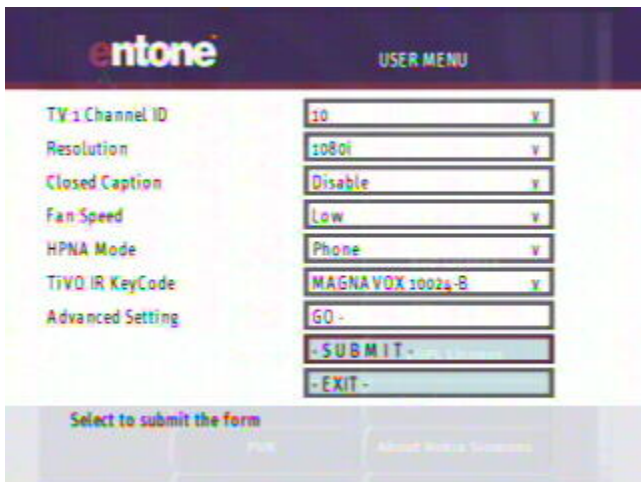 entone
USER MENU
TV 1 Channel ID 10 v
Resolution 1080i v
Closed Caption Disable v
Fan Speed Low v
HPNA Mode Phone v
TiVO IR KeyCode MAGNAVOX 10024-B v
Advanced Setting GO -
- S U B M I T -
- EXIT -
Select to submit the form
PVR